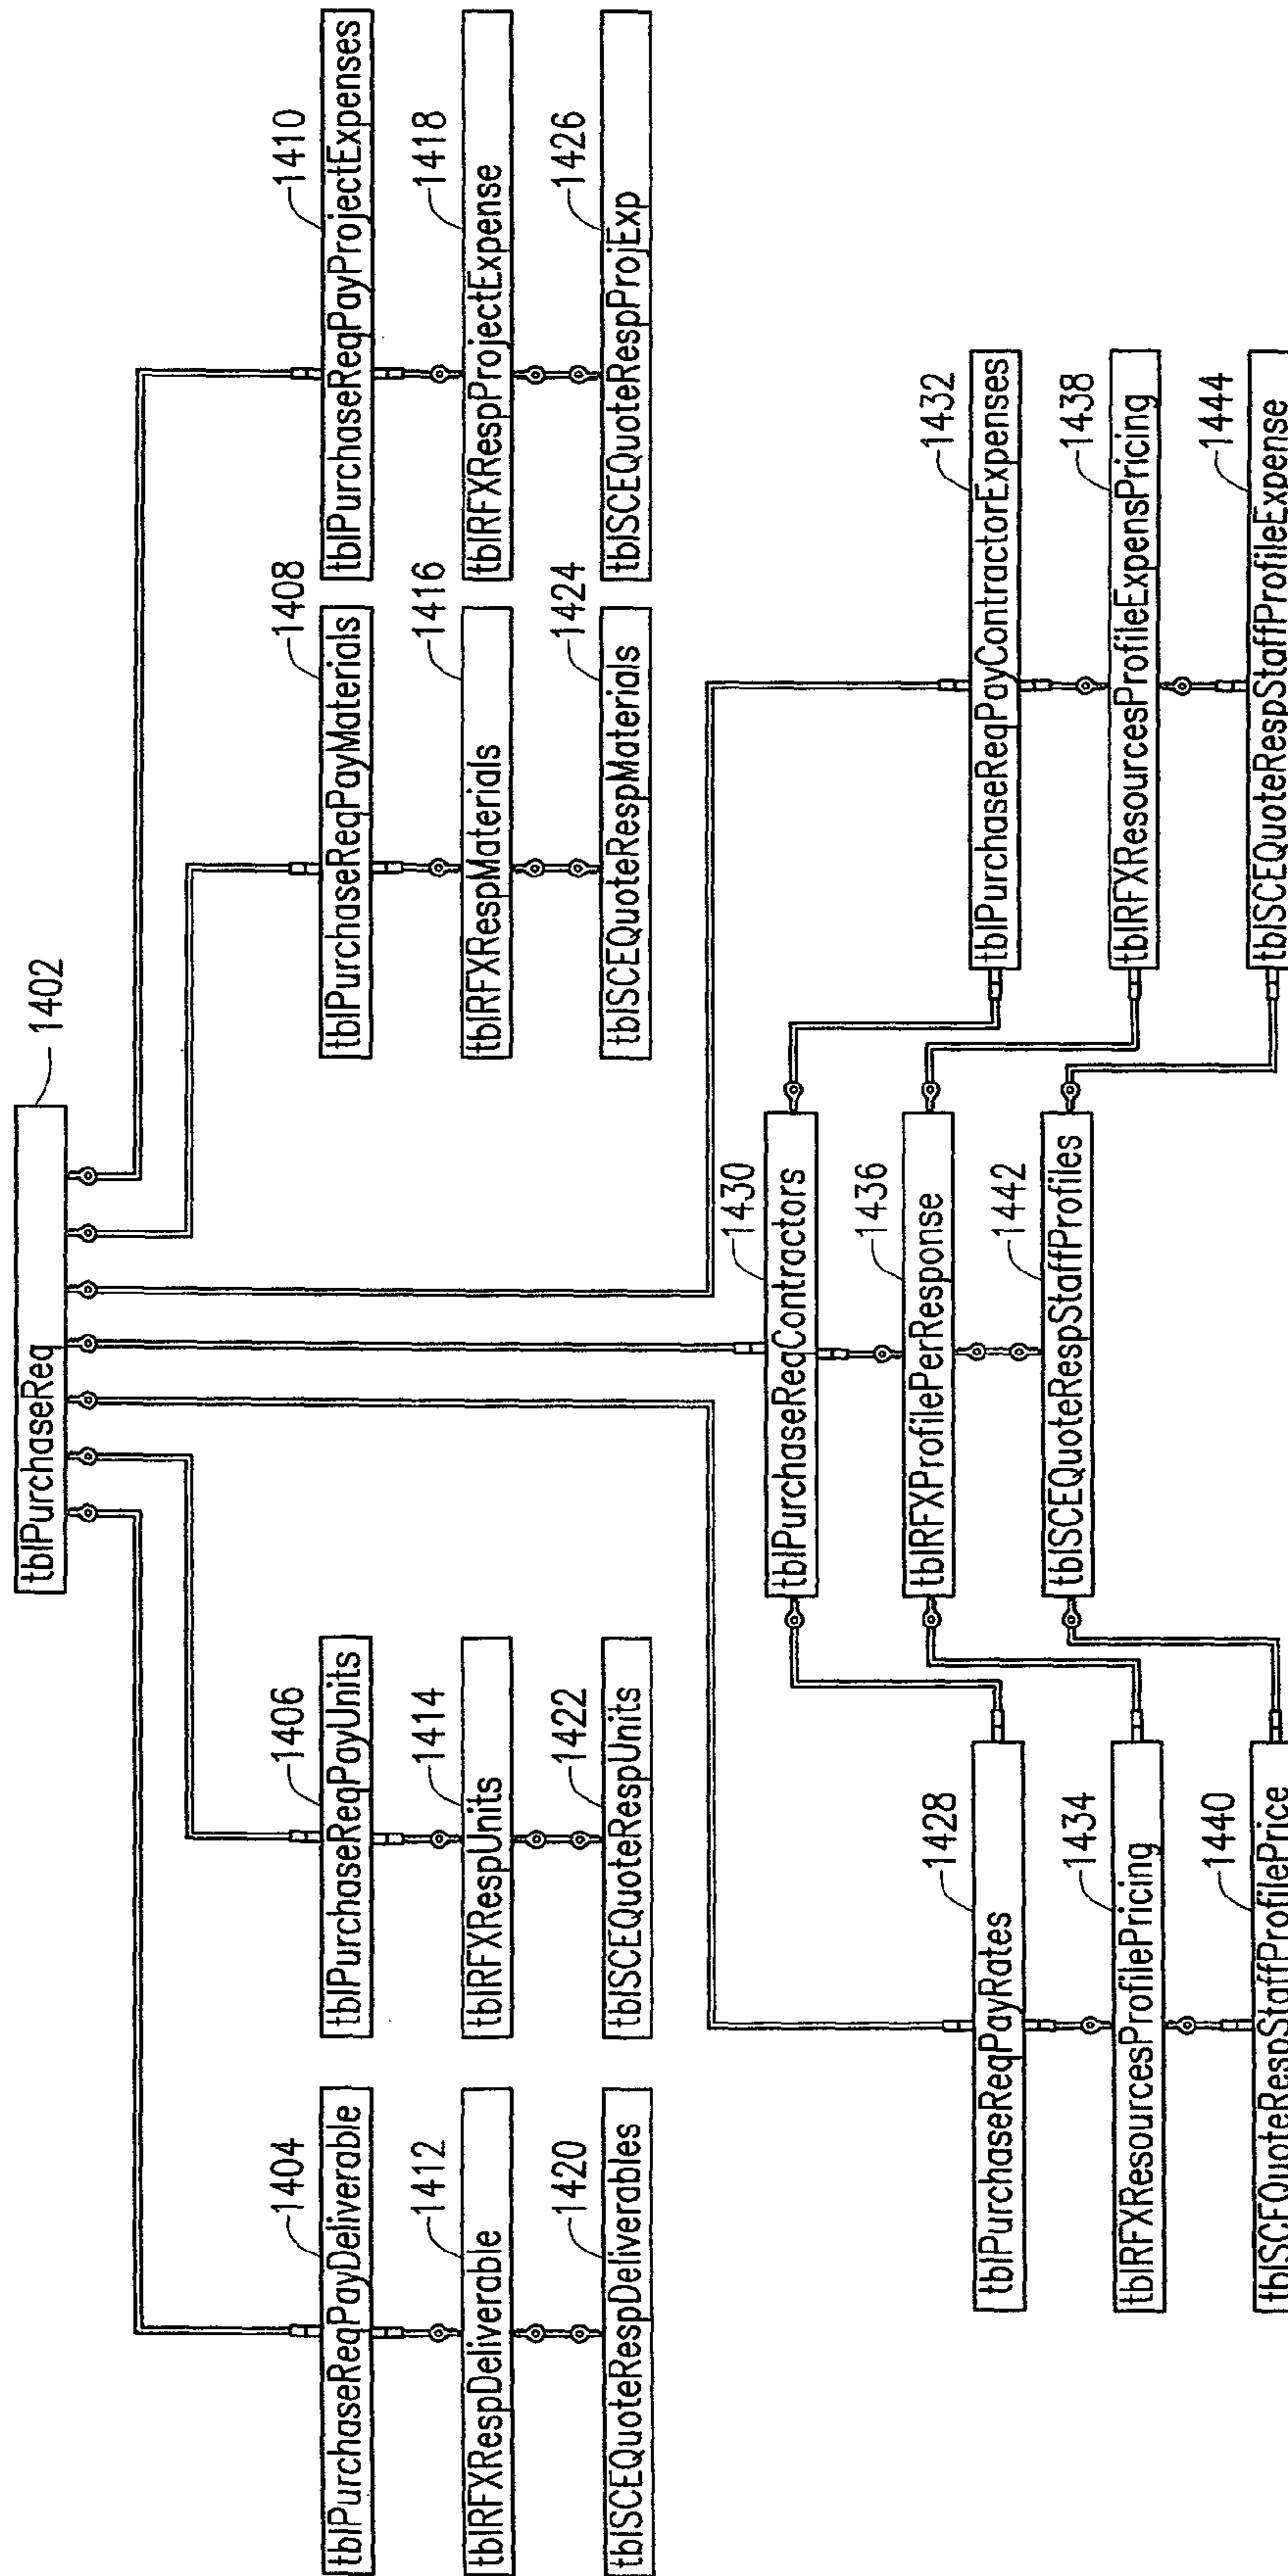 tblPurchaseReq
1402
1404
tblPurchaseReqPayDeliverable
1406
tblPurchaseReqPayUnits
1408
tblPurchaseReqPayMaterials
1410
tblPurchaseReqPayProjectExpenses
1412
tblRFXRespDeliverable
1414
tblRFXRespUnits
1416
tblRFXRespMaterials
1418
tblRFXRespProjectExpense
1420
tblSCEQuoteRespDeliverables
1422
tblSCEQuoteRespUnits
1424
tblSCEQuoteRespMaterials
1426
tblSCEQuoteRespProjExp
1430
tblPurchaseReqContractors
1428
tblPurchaseReqPayRates
1432
tblPurchaseReqPayContractorExpenses
1436
tblRFXProfilePerResponse
1434
tblRFXResourcesProfilePricing
1438
tblRFXResourcesProfileExpensPricing
1442
tblSCEQuoteRespStaffProfiles
1440
tblSCEQuoteRespStaffProfilePrice
1444
tblSCEQuoteRespStaffProfileExpense